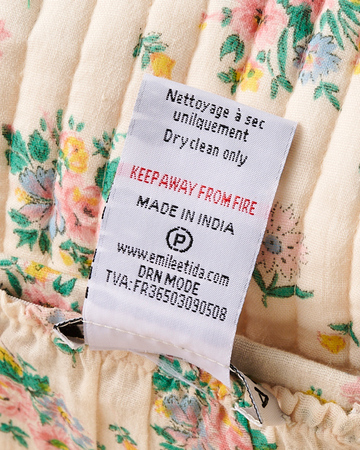 Nettoyage à sec
uniquement
Dry clean only
KEEP AWAY FROM FIRE
MADE IN INDIA
P
www.emileetida.com
DRN MODE
TVA:FR36503090508